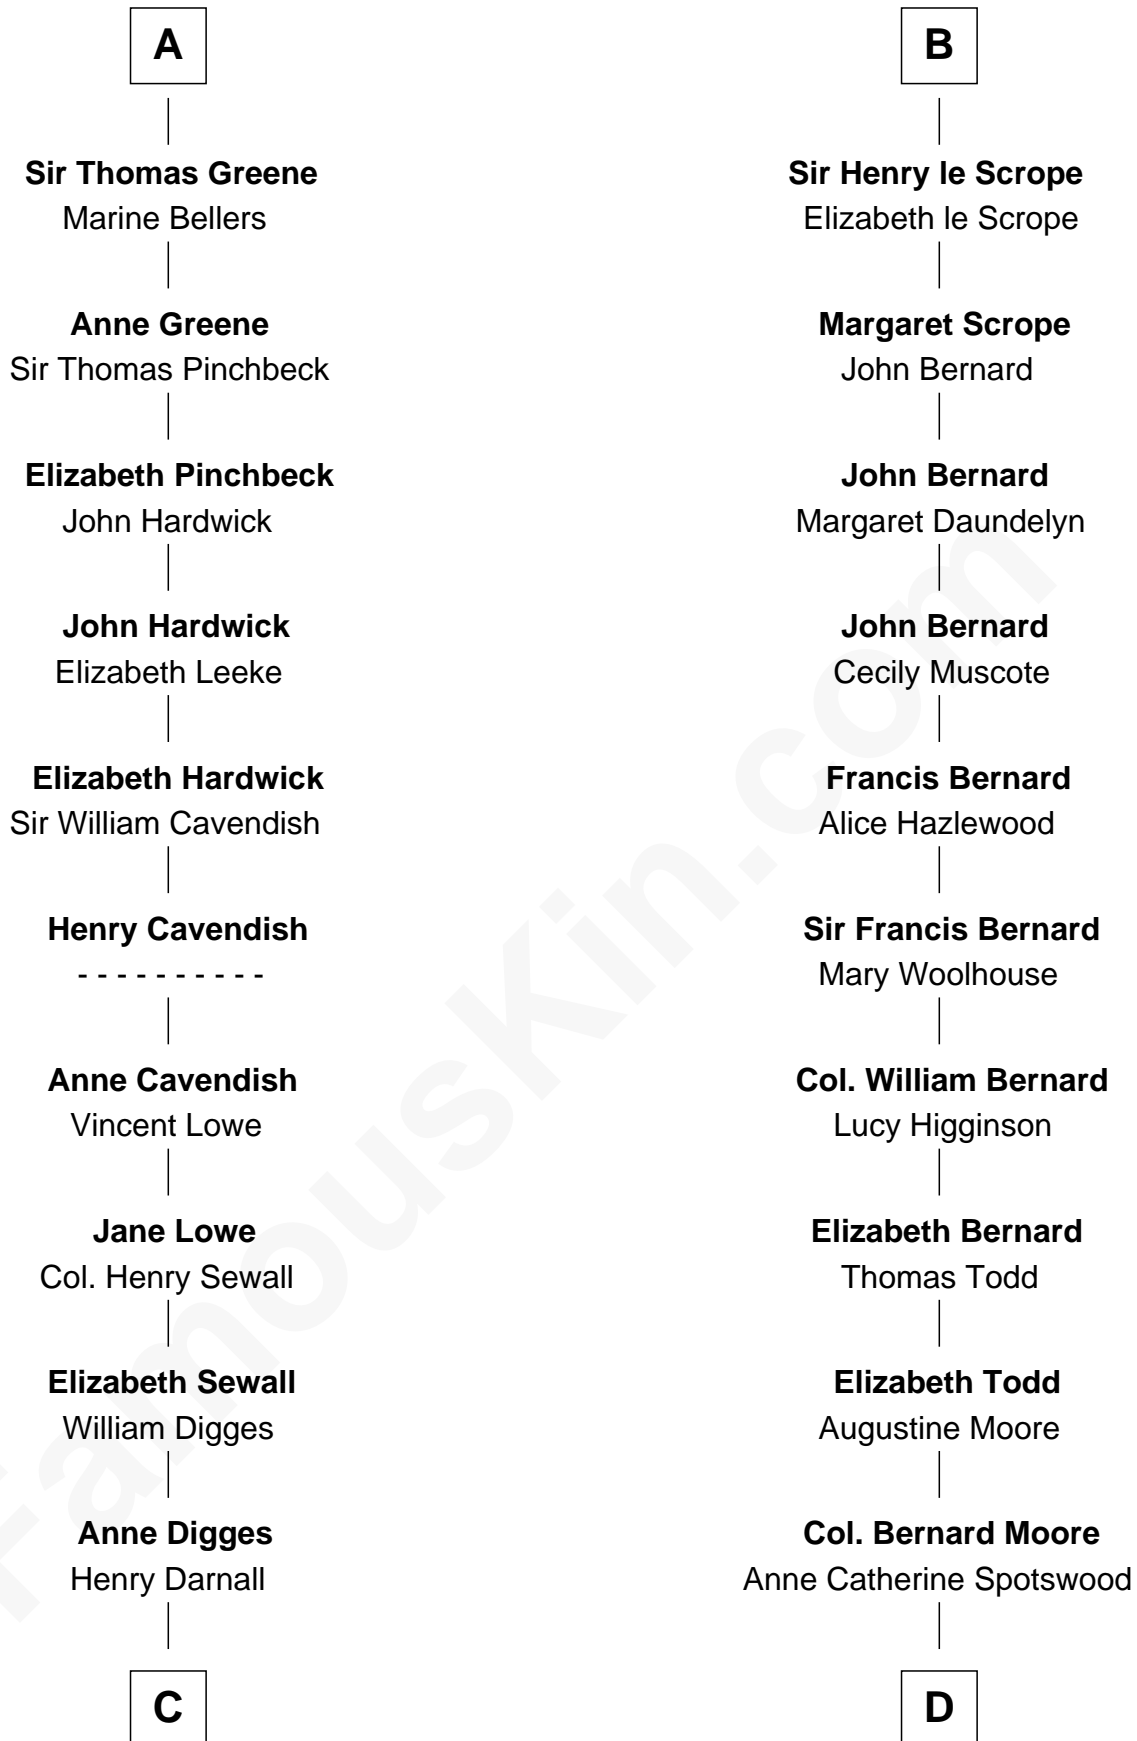 A
Sir Thomas Greene
Marine Bellers
Anne Greene
Sir Thomas Pinchbeck
Elizabeth Pinchbeck
John Hardwick
John Hardwick
Elizabeth Leeke
Elizabeth Hardwick
Sir William Cavendish
Henry Cavendish
- - - - - - - - - -
Anne Cavendish
Vincent Lowe
Jane Lowe
Col. Henry Sewall
Elizabeth Sewall
William Digges
Anne Digges
Henry Darnall
C
B
Sir Henry le Scrope
Elizabeth le Scrope
Margaret Scrope
John Bernard
John Bernard
Margaret Daundelyn
John Bernard
Cecily Muscote
Francis Bernard
Alice Hazlewood
Sir Francis Bernard
Mary Woolhouse
Col. William Bernard
Lucy Higginson
Elizabeth Bernard
Thomas Todd
Elizabeth Todd
Augustine Moore
Col. Bernard Moore
Anne Catherine Spotswood
D
FamousKin.com